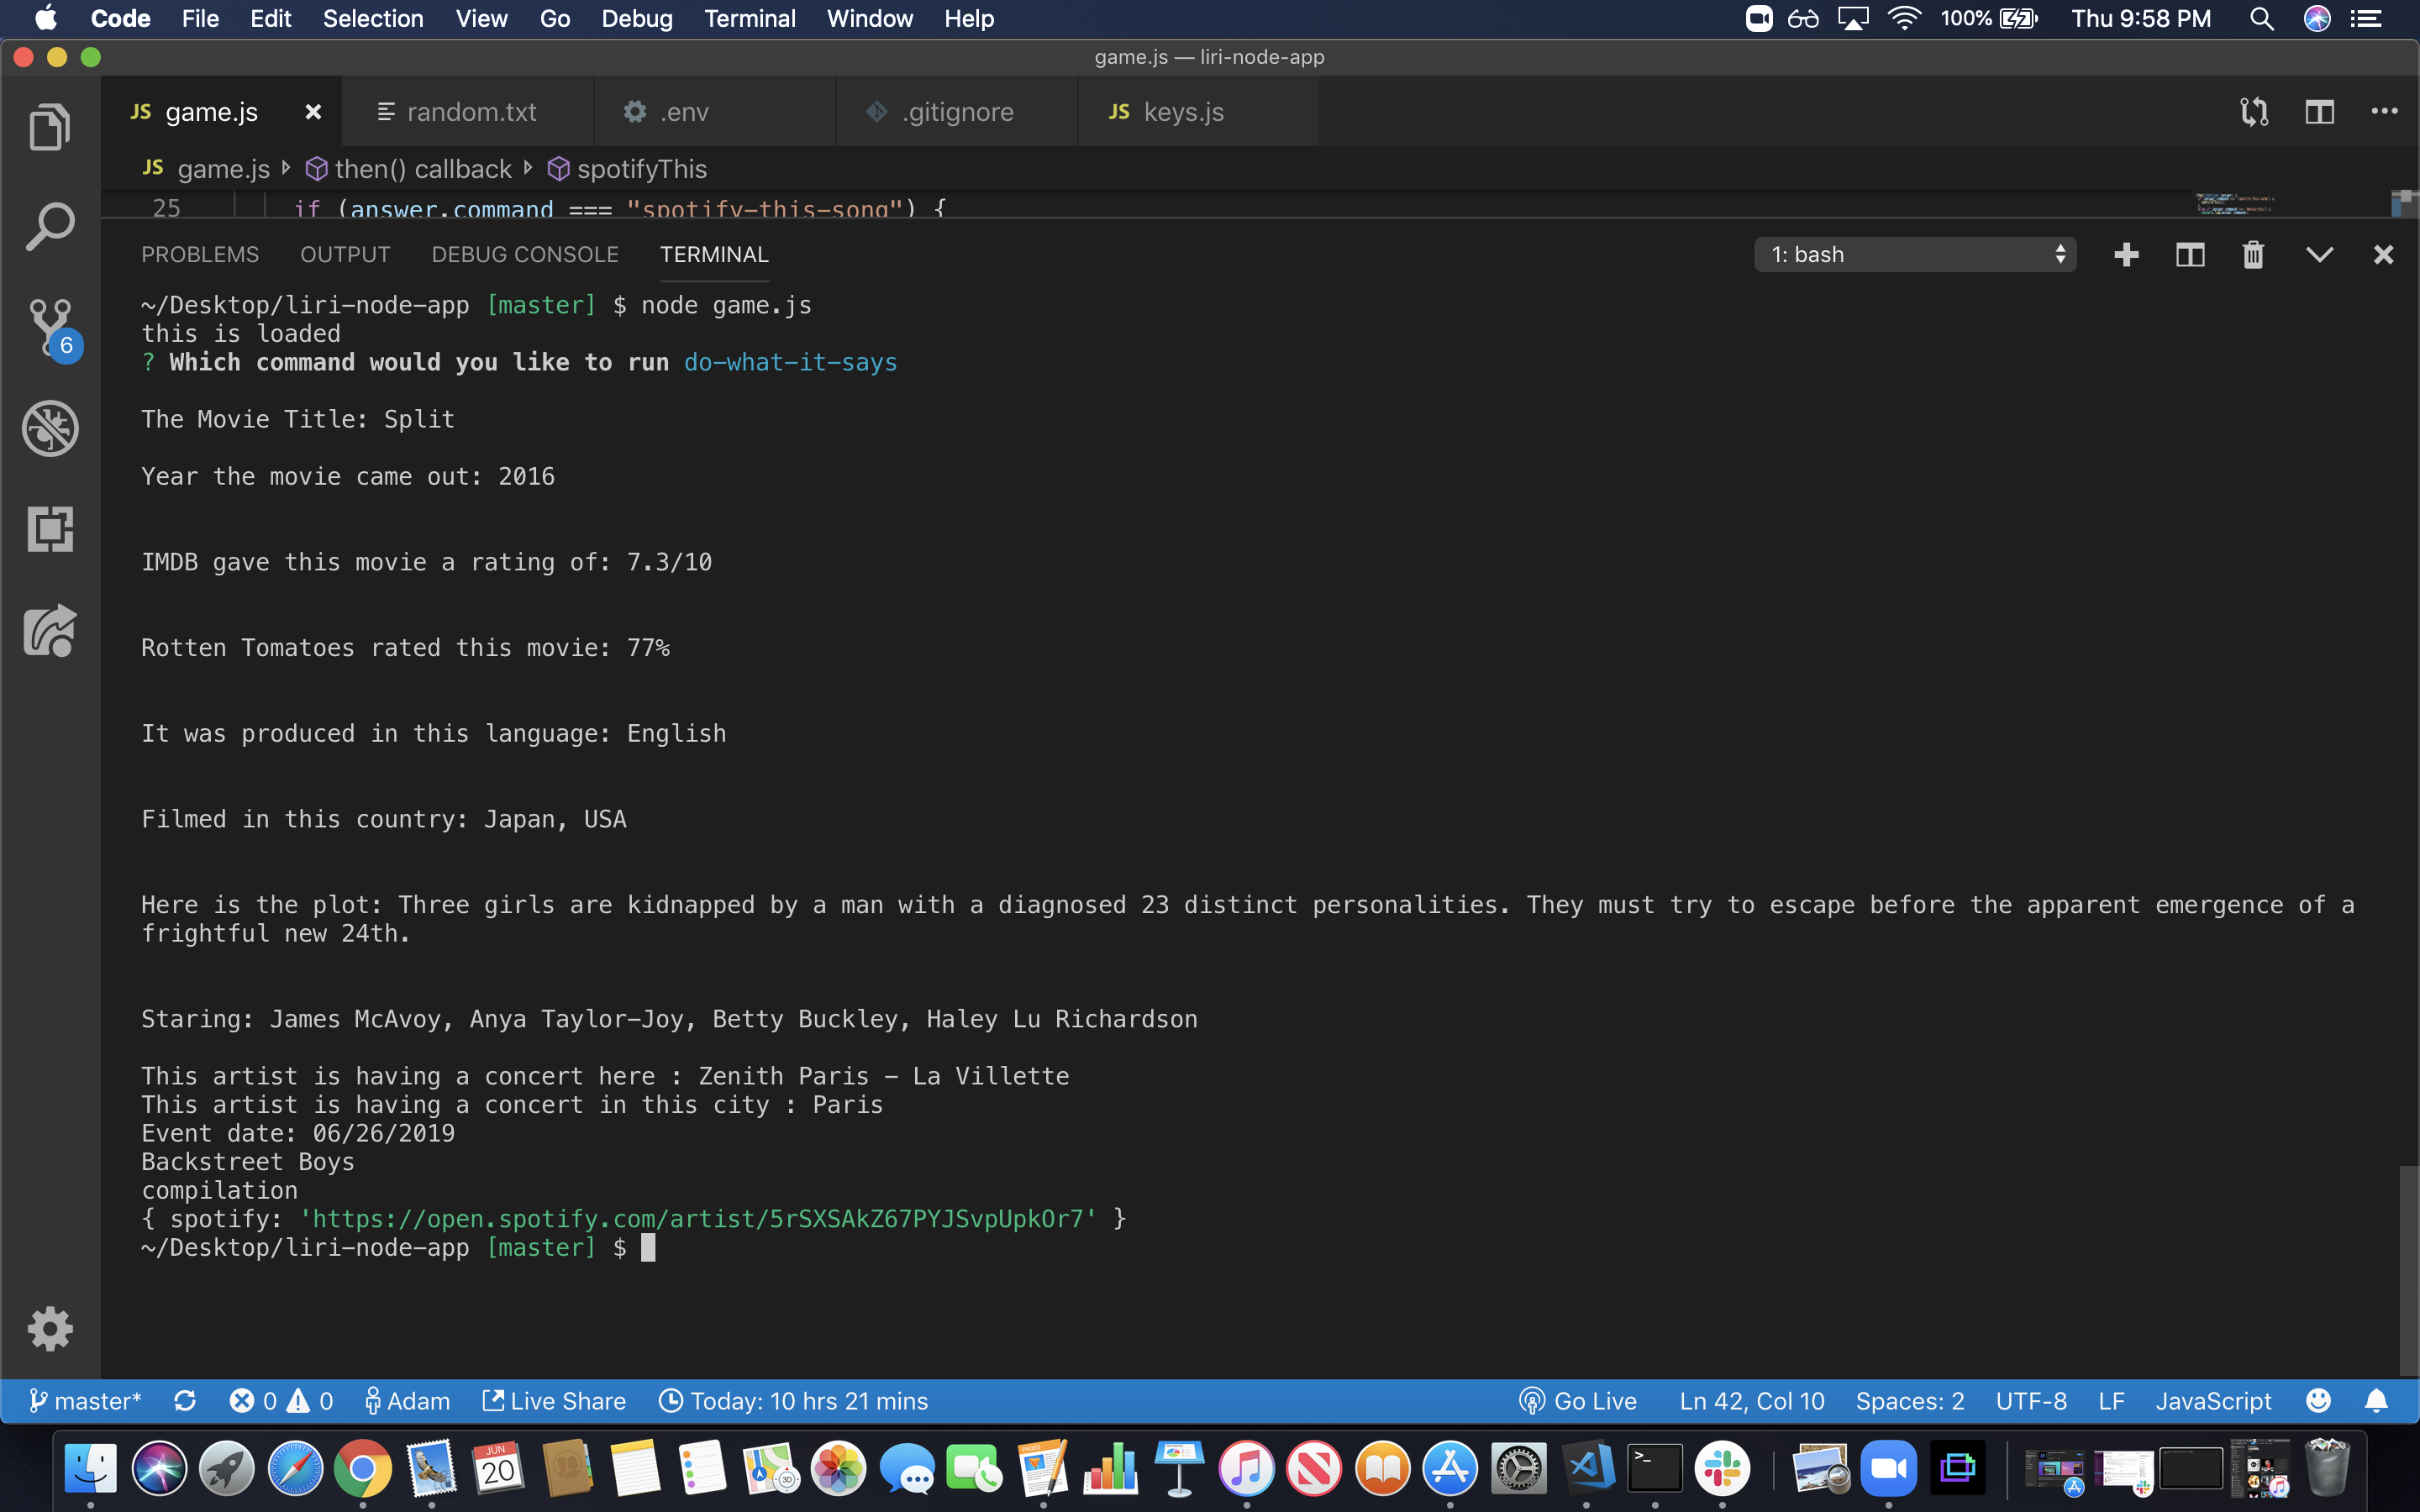 Code File Edit Selection View Go Debug Terminal Window Help 100% Thu 9:58 PM
game.js — liri-node-app
JS game.js random.txt .env .gitignore JS keys.js
JS game.js then() callback spotifyThis
25 if (answer.command === "spotify-this-song") {
PROBLEMS OUTPUT DEBUG CONSOLE TERMINAL 1: bash
~/Desktop/liri-node-app [master] $ node game.js
this is loaded
? Which command would you like to run do-what-it-says
The Movie Title: Split
Year the movie came out: 2016
IMDB gave this movie a rating of: 7.3/10
Rotten Tomatoes rated this movie: 77%
It was produced in this language: English
Filmed in this country: Japan, USA
Here is the plot: Three girls are kidnapped by a man with a diagnosed 23 distinct personalities. They must try to escape before the apparent emergence of a
frightful new 24th.
Staring: James McAvoy, Anya Taylor-Joy, Betty Buckley, Haley Lu Richardson
This artist is having a concert here : Zenith Paris - La Villette
This artist is having a concert in this city : Paris
Event date: 06/26/2019
Backstreet Boys
compilation
{ spotify: 'https://open.spotify.com/artist/5rSXSAkZ67PYJSvpUpkOr7' }
~/Desktop/liri-node-app [master] $
6
master* 0 0 Adam Live Share Today: 10 hrs 21 mins Go Live Ln 42, Col 10 Spaces: 2 UTF-8 LF JavaScript
JUN
20
3D
PAGES
>_